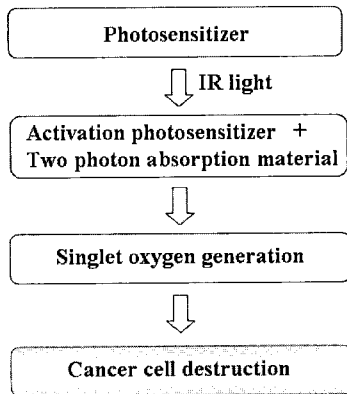 Photosensitizer
IR light
Activation photosensitizer +
Two photon absorption material
Singlet oxygen generation
Cancer cell destruction